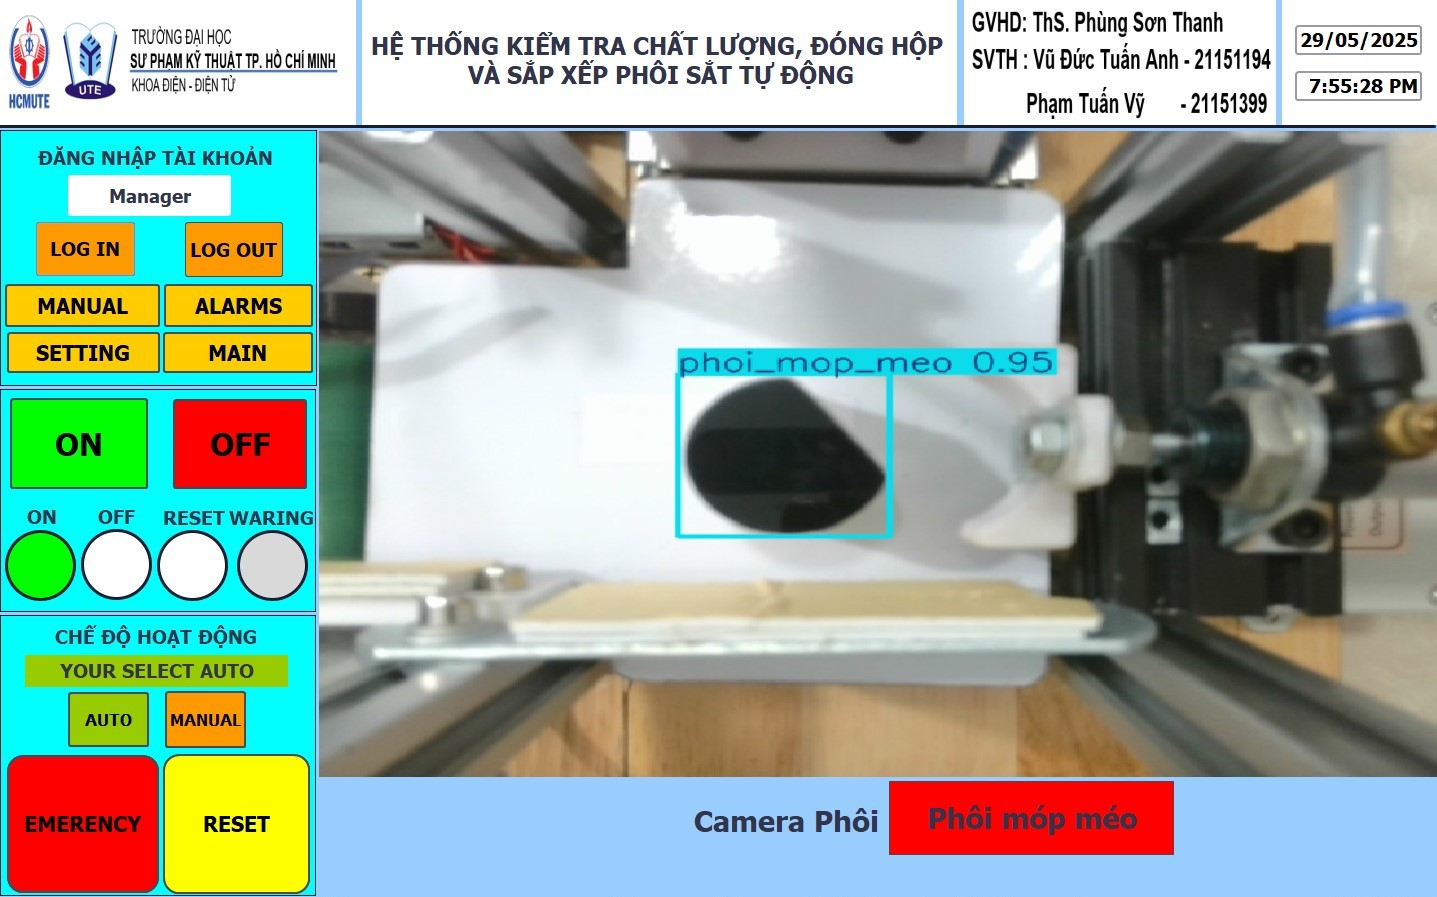 HCMUTE
UTE
TRƯỜNG ĐẠI HỌC
SƯ PHẠM KỸ THUẬT TP. HỒ CHÍ MINH
KHOA ĐIỆN - ĐIỆN TỬ
HỆ THỐNG KIỂM TRA CHẤT LƯỢNG, ĐÓNG HỘP
VÀ SẮP XẾP PHÔI SẮT TỰ ĐỘNG
GVHD: ThS. Phùng Sơn Thanh
SVTH : Vũ Đức Tuấn Anh - 21151194
Phạm Tuấn Vỹ - 21151399
29/05/2025
7:55:28 PM
ĐĂNG NHẬP TÀI KHOẢN
Manager
LOG IN LOG OUT
MANUAL ALARMS
SETTING MAIN
ON OFF
ON OFF RESET WARING
CHẾ ĐỘ HOẠT ĐỘNG
YOUR SELECT AUTO
AUTO MANUAL
EMERENCY RESET
phoi_mop_meo 0.95
Camera Phôi Phôi móp méo